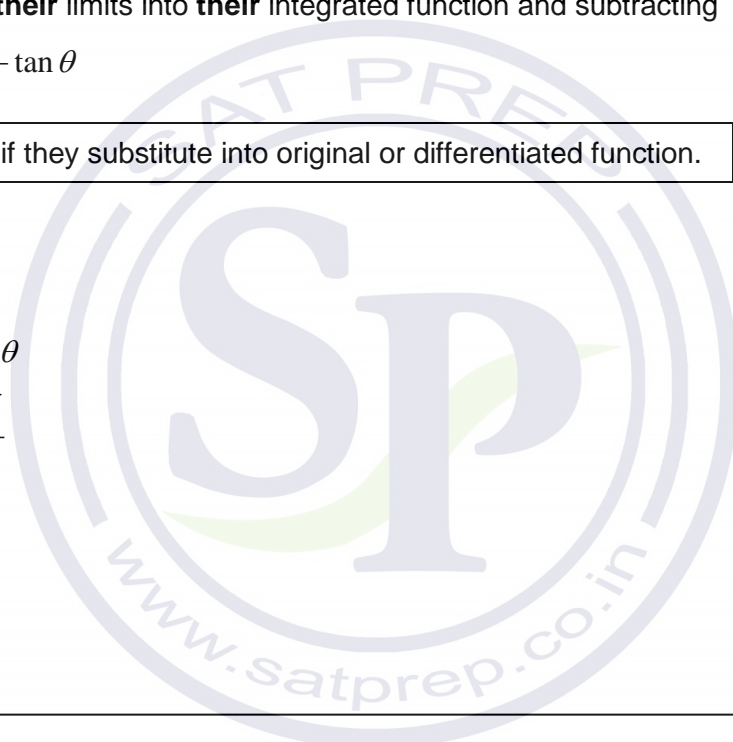 their limits into their integrated function and subtracting
– tan θ
if they substitute into original or differentiated function.
θ
SAT PREP
SP
www.satprep.co.in